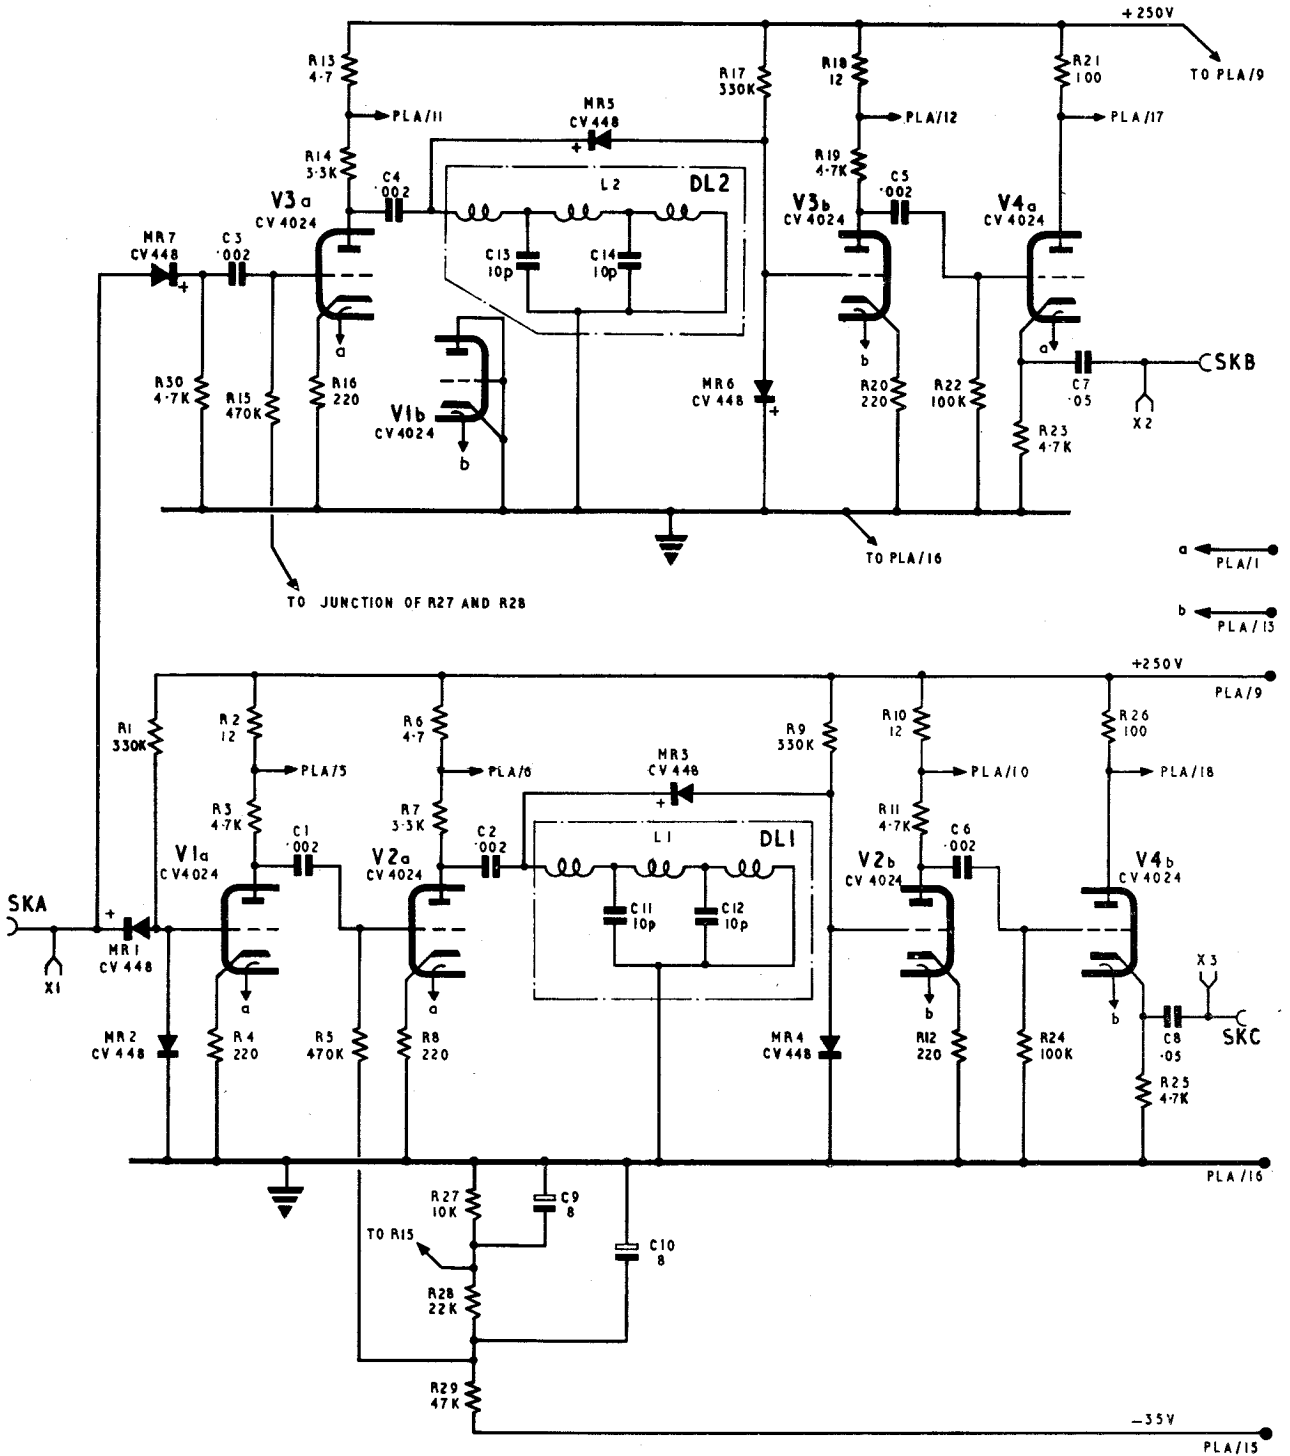 +250V
TO PLA/9
R13
4·7
R17
330K
R18
12
R21
100
PLA/11
MR5
CV448
+
PLA/12
PLA/17
R14
3·3K
C4
·002
L2
DL2
R19
4·7K
C5
·002
V3a
CV4024
V3b
CV4024
V4a
CV4024
MR7
CV448
+
C3
·002
C13
10p
C14
10p
a
b
a
R30
4·7K
R15
470K
R16
220
V1b
CV4024
b
MR6
CV448
+
R20
220
R22
100K
C7
·05
SKB
X2
R23
4·7K
TO PLA/16
a
PLA/1
TO JUNCTION OF R27 AND R28
b
PLA/13
+250V
PLA/9
R1
330K
R2
12
R6
4·7
R9
330K
R10
12
R26
100
PLA/5
PLA/6
MR3
CV448
+
PLA/10
PLA/18
R3
4·7K
C1
·002
R7
3·3K
C2
·002
L1
DL1
R11
4·7K
C6
·002
V1a
CV4024
V2a
CV4024
V2b
CV4024
V4b
CV4024
SKA
+
MR1
CV448
X1
C11
10p
C12
10p
X3
a
a
b
b
MR2
CV448
R4
220
R5
470K
R8
220
MR4
CV448
R12
220
R24
100K
C8
·05
SKC
R25
4·7K
PLA/16
R27
10K
C9
8
TO R15
C10
8
R28
22K
R29
47K
–35V
PLA/15